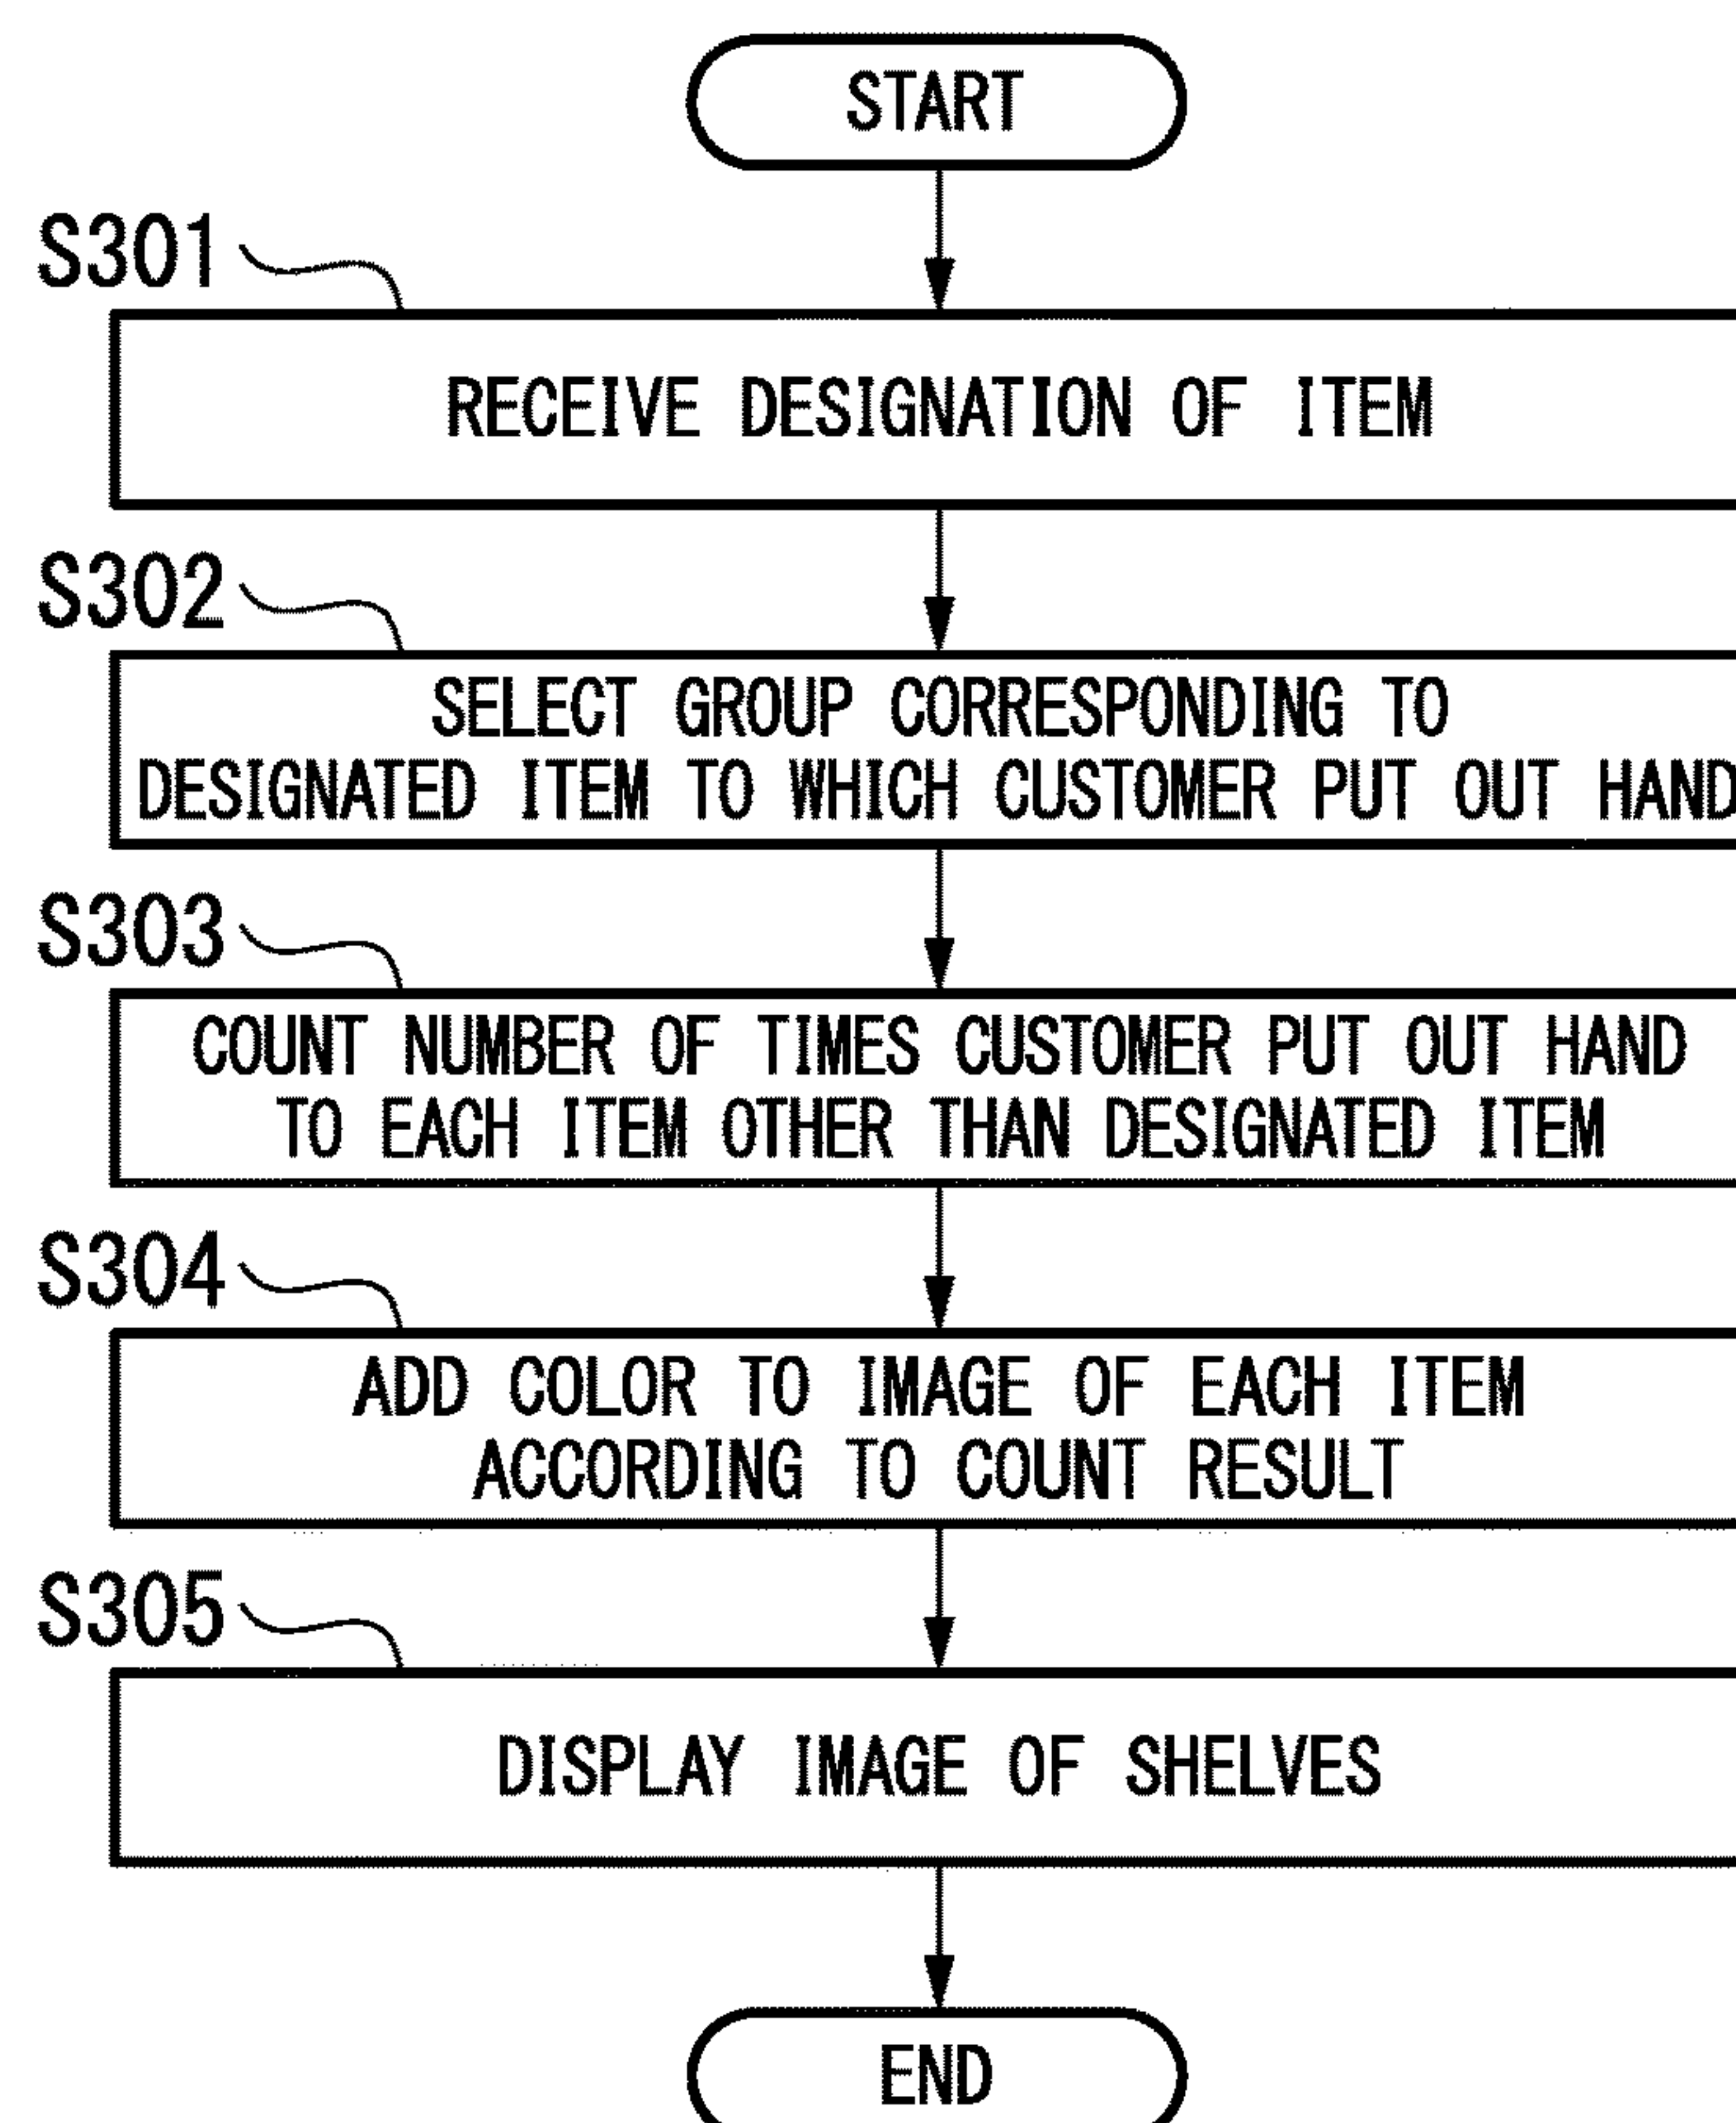 START
S301
RECEIVE DESIGNATION OF ITEM
S302
SELECT GROUP CORRESPONDING TO
DESIGNATED ITEM TO WHICH CUSTOMER PUT OUT HAND
S303
COUNT NUMBER OF TIMES CUSTOMER PUT OUT HAND
TO EACH ITEM OTHER THAN DESIGNATED ITEM
S304
ADD COLOR TO IMAGE OF EACH ITEM
ACCORDING TO COUNT RESULT
S305
DISPLAY IMAGE OF SHELVES
END